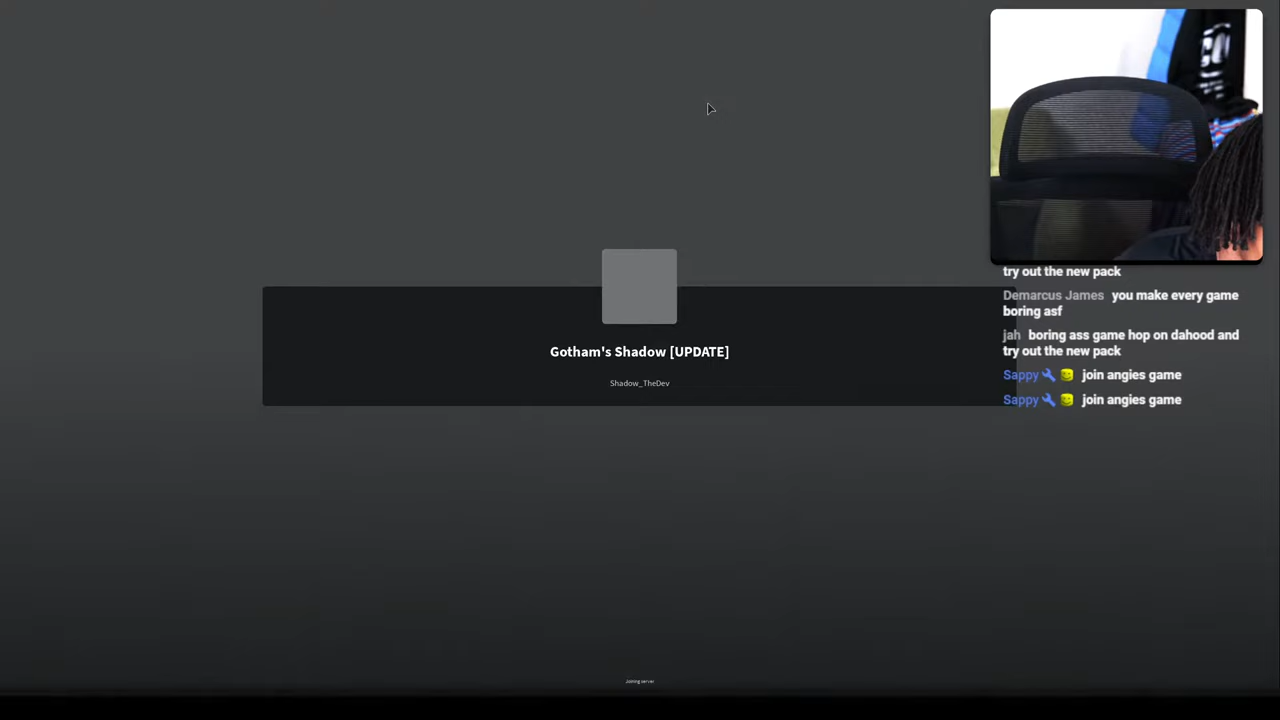 try out the new pack
Demarcus James you make every game
boring asf
jah boring ass game hop on dahood and
try out the new pack
Sappy join angies game
Sappy join angies game
Gotham's Shadow [UPDATE]
Shadow_TheDev
Joining server